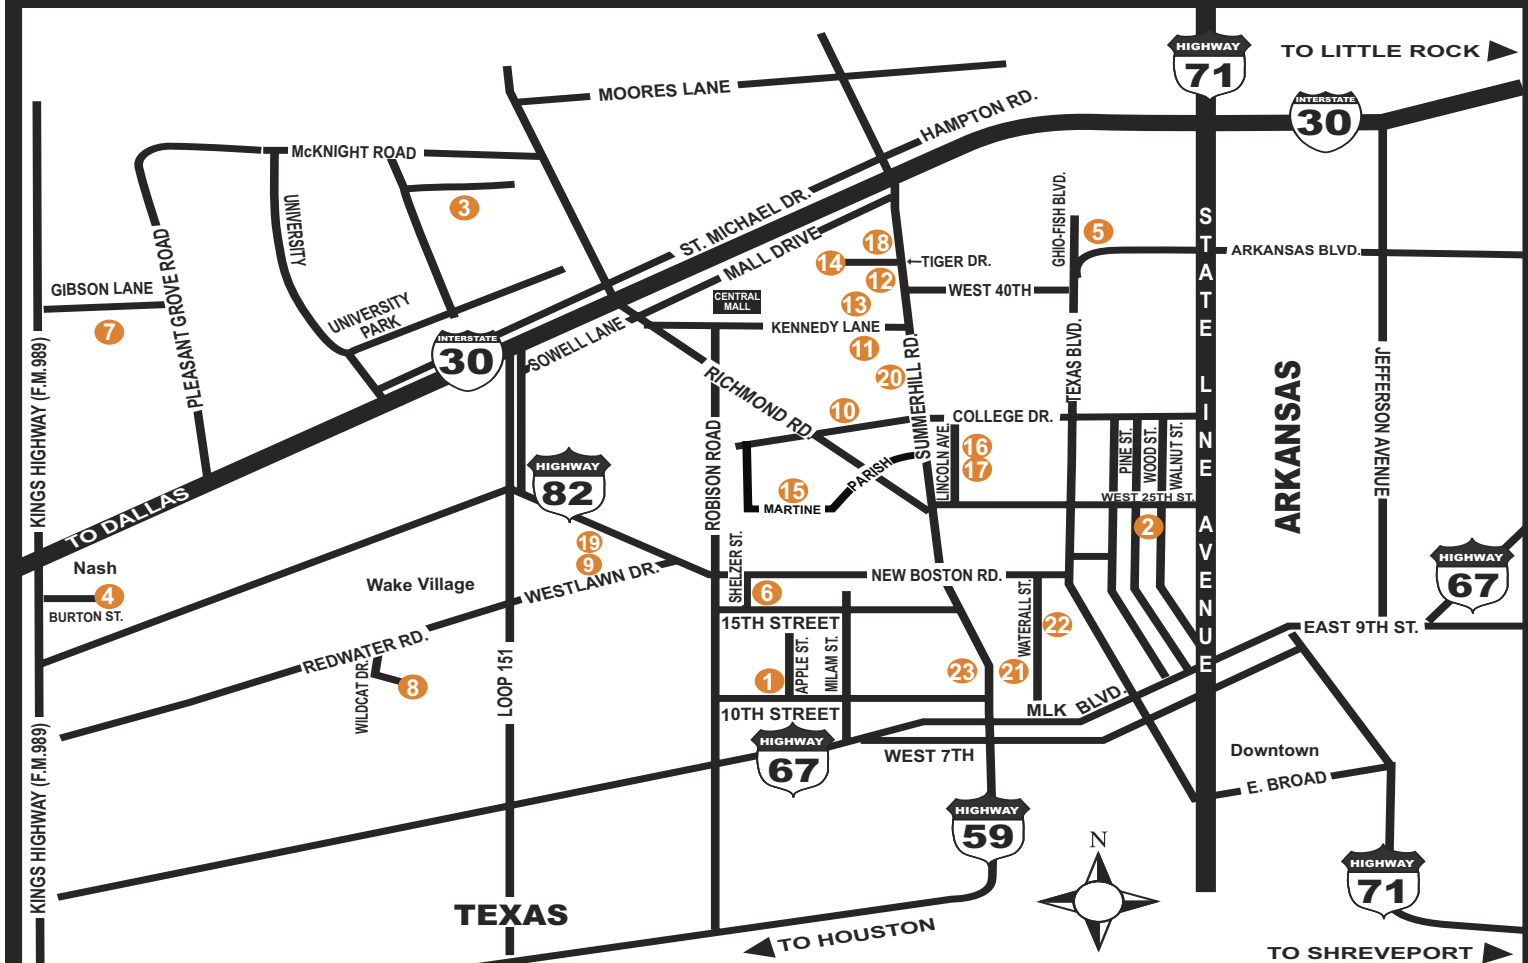 HIGHWAY
71
TO LITTLE ROCK
MOORES LANE
HAMPTON RD.
INTERSTATE
30
McKNIGHT ROAD
UNIVERSITY
3
ST. MICHAEL DR.
GHIO-FISH BLVD.
5
STATE LINE AVENUE
ARKANSAS BLVD.
PLEASANT GROVE ROAD
MALL DRIVE
18
14
←TIGER DR.
12
GIBSON LANE
7
UNIVERSITY
PARK
CENTRAL
MALL
13
WEST 40TH
KENNEDY LANE
INTERSTATE
30
SOWELL LANE
11
20
SUMMERHILL RD.
TEXAS BLVD.
ARKANSAS
JEFFERSON AVENUE
KINGS HIGHWAY (F.M.989)
RICHMOND RD.
10
COLLEGE DR.
ROBISON ROAD
LINCOLN AVE.
16
17
PINE ST.
WOOD ST.
WALNUT ST.
HIGHWAY
82
PARISH
15
MARTINE
WEST 25TH ST.
2
TO DALLAS
19
9
SHELZER ST.
HIGHWAY
67
Nash
4
BURTON ST.
Wake Village
WESTLAWN DR.
NEW BOSTON RD.
6
WATERALL ST.
15TH STREET
22
EAST 9TH ST.
REDWATER RD.
WILDCAT DR.
8
LOOP 151
1
APPLE ST.
MILAM ST.
23
21
10TH STREET
MLK BLVD.
HIGHWAY
67
WEST 7TH
Downtown
E. BROAD
KINGS HIGHWAY (F.M.989)
HIGHWAY
59
N
HIGHWAY
71
TEXAS
TO HOUSTON
TO SHREVEPORT